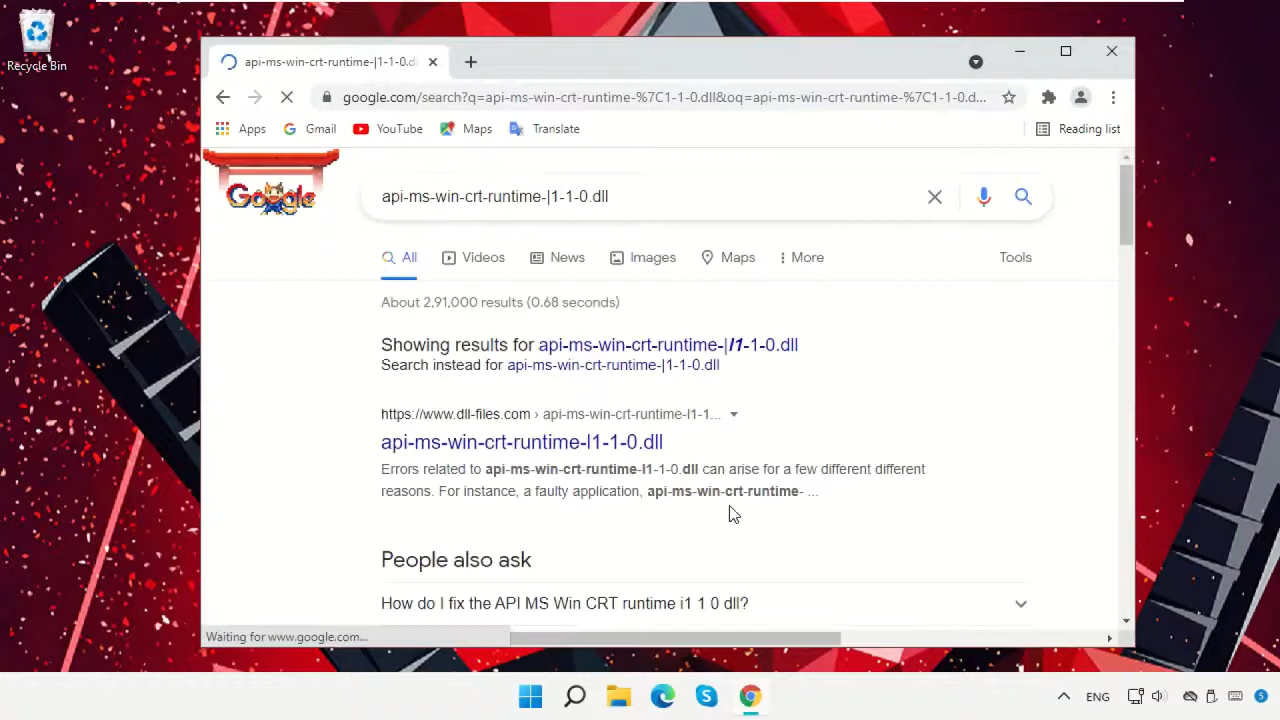 Recycle Bin
api-ms-win-crt-runtime-|1-1-0.d
google.com/search?q=api-ms-win-crt-runtime-%7C1-1-0.dll&oq=api-ms-win-crt-runtime-%7C1-1-0.d...
Apps Gmail YouTube Maps Translate Reading list
Google
api-ms-win-crt-runtime-|1-1-0.dll
All Videos News Images Maps More Tools
About 2,91,000 results (0.68 seconds)
Showing results for api-ms-win-crt-runtime-|l1-1-0.dll
Search instead for api-ms-win-crt-runtime-|1-1-0.dll
https://www.dll-files.com › api-ms-win-crt-runtime-l1-1...
api-ms-win-crt-runtime-l1-1-0.dll
Errors related to api-ms-win-crt-runtime-l1-1-0.dll can arise for a few different different
reasons. For instance, a faulty application, api-ms-win-crt-runtime- ...
People also ask
How do I fix the API MS Win CRT runtime i1 1 0 dll?
Waiting for www.google.com...
ENG 5